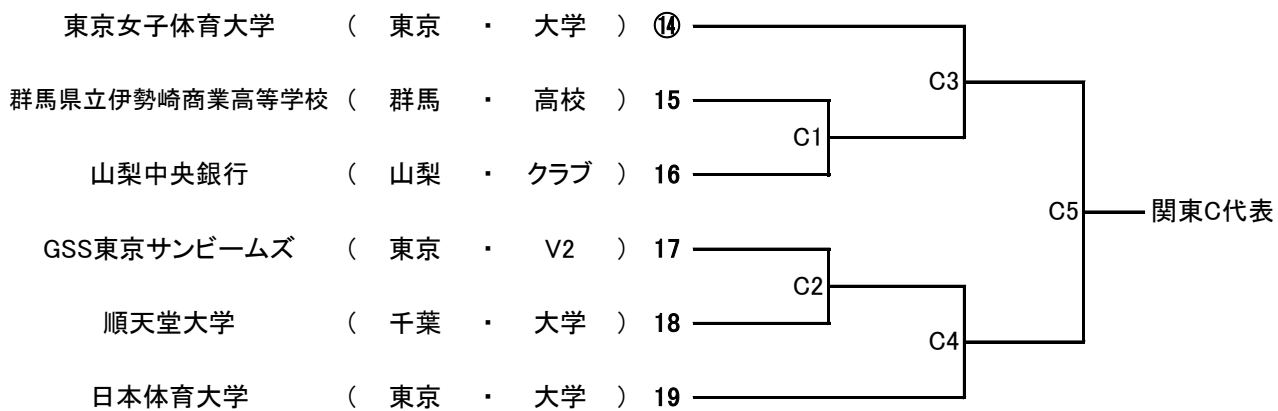 東京女子体育大学 ( 東京 ・ 大学 ) ⑭
C3
群馬県立伊勢崎商業高等学校 ( 群馬 ・ 高校 ) 15
C1
山梨中央銀行 ( 山梨 ・ クラブ ) 16
C5 関東C代表
GSS東京サンビームズ ( 東京 ・ V2 ) 17
C2
順天堂大学 ( 千葉 ・ 大学 ) 18
C4
日本体育大学 ( 東京 ・ 大学 ) 19